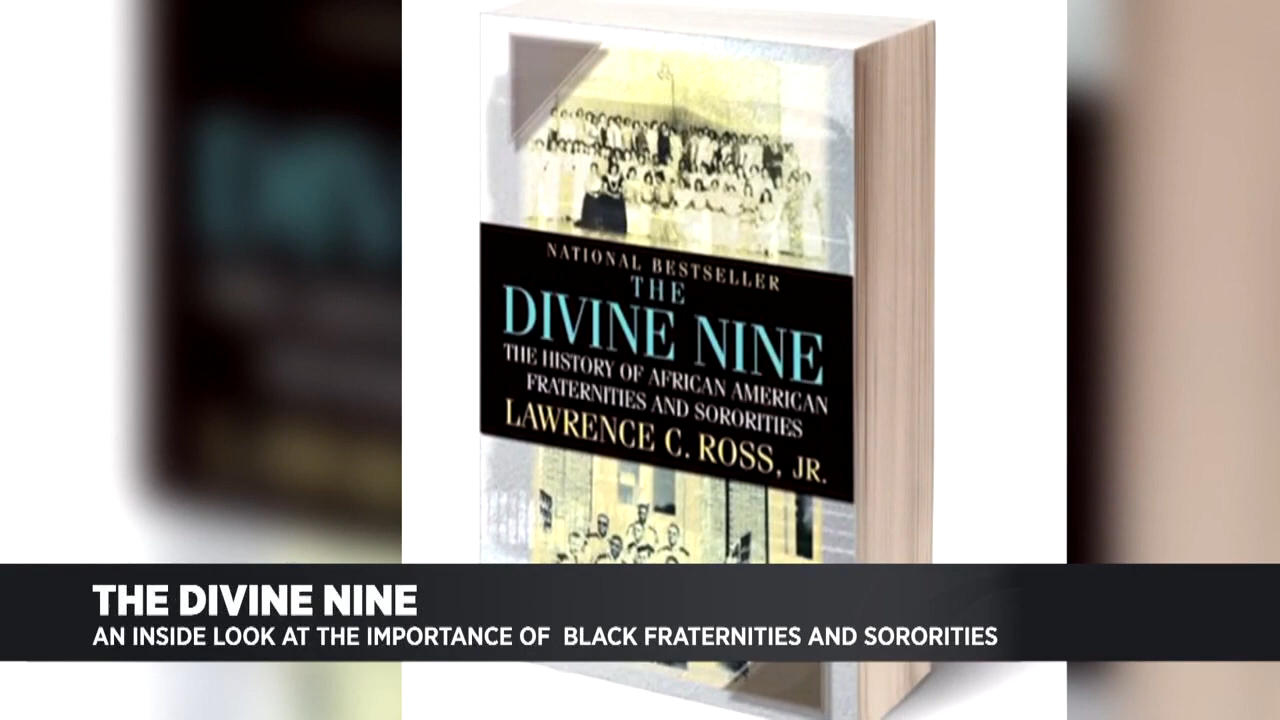 NATIONAL BESTSELLER
THE
DIVINE NINE
THE HISTORY OF AFRICAN AMERICAN
FRATERNITIES AND SORORITIES
LAWRENCE C. ROSS, JR.
THE DIVINE NINE
AN INSIDE LOOK AT THE IMPORTANCE OF  BLACK FRATERNITIES AND SORORITIES